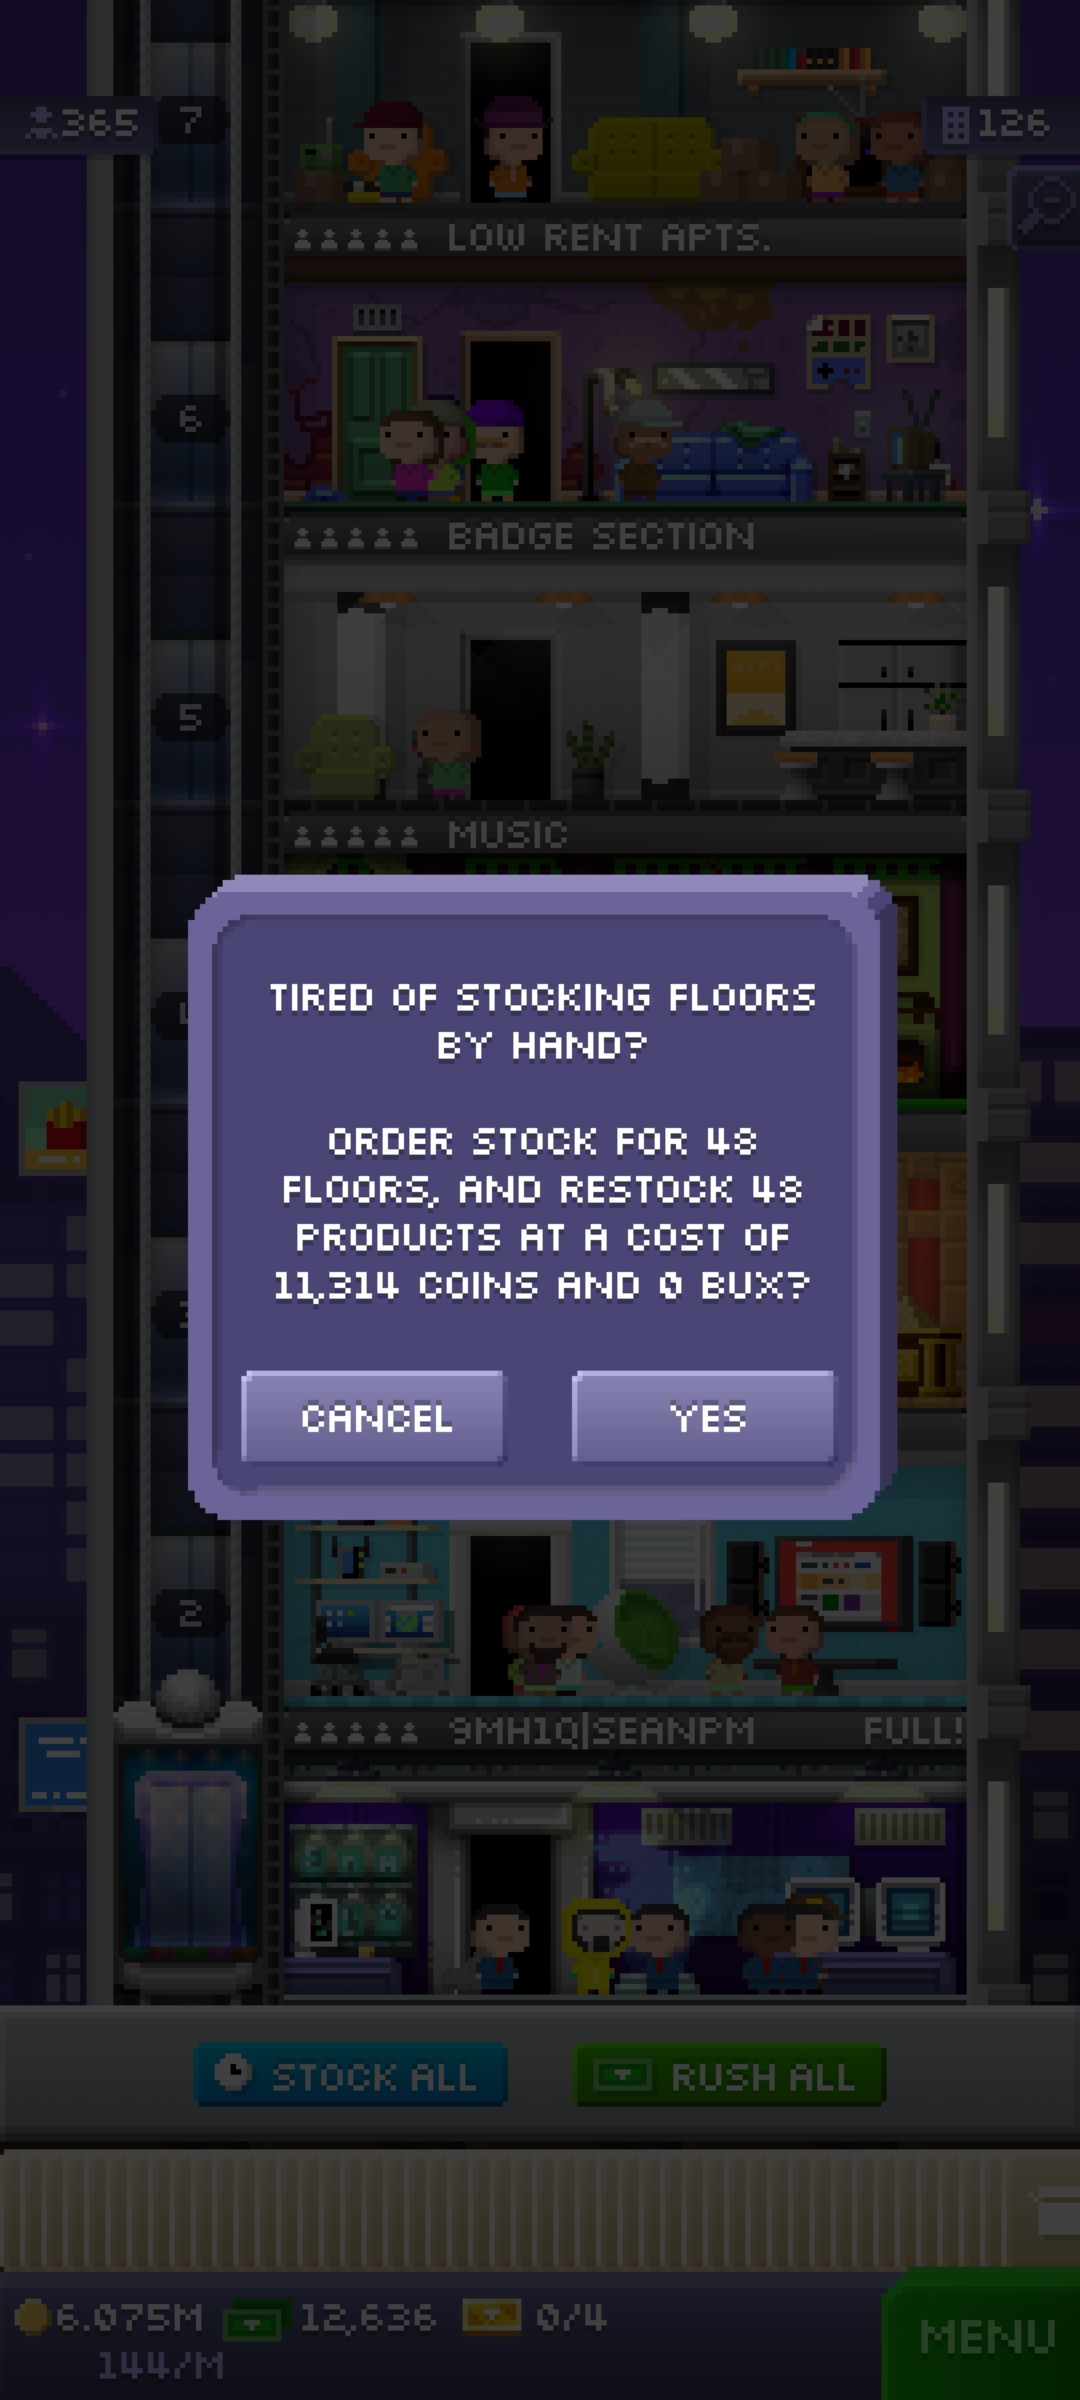 365
7
126
LOW RENT APTS.
6
BADGE SECTION
5
MUSIC
TIRED OF STOCKING FLOORS
BY HAND?
ORDER STOCK FOR 48
FLOORS, AND RESTOCK 48
PRODUCTS AT A COST OF
11,314 COINS AND 0 BUX?
CANCEL
YES
2
9MH1Q|SEANPM
FULL!
STOCK ALL
RUSH ALL
6.075M
12,636
0/4
144/M
MENU